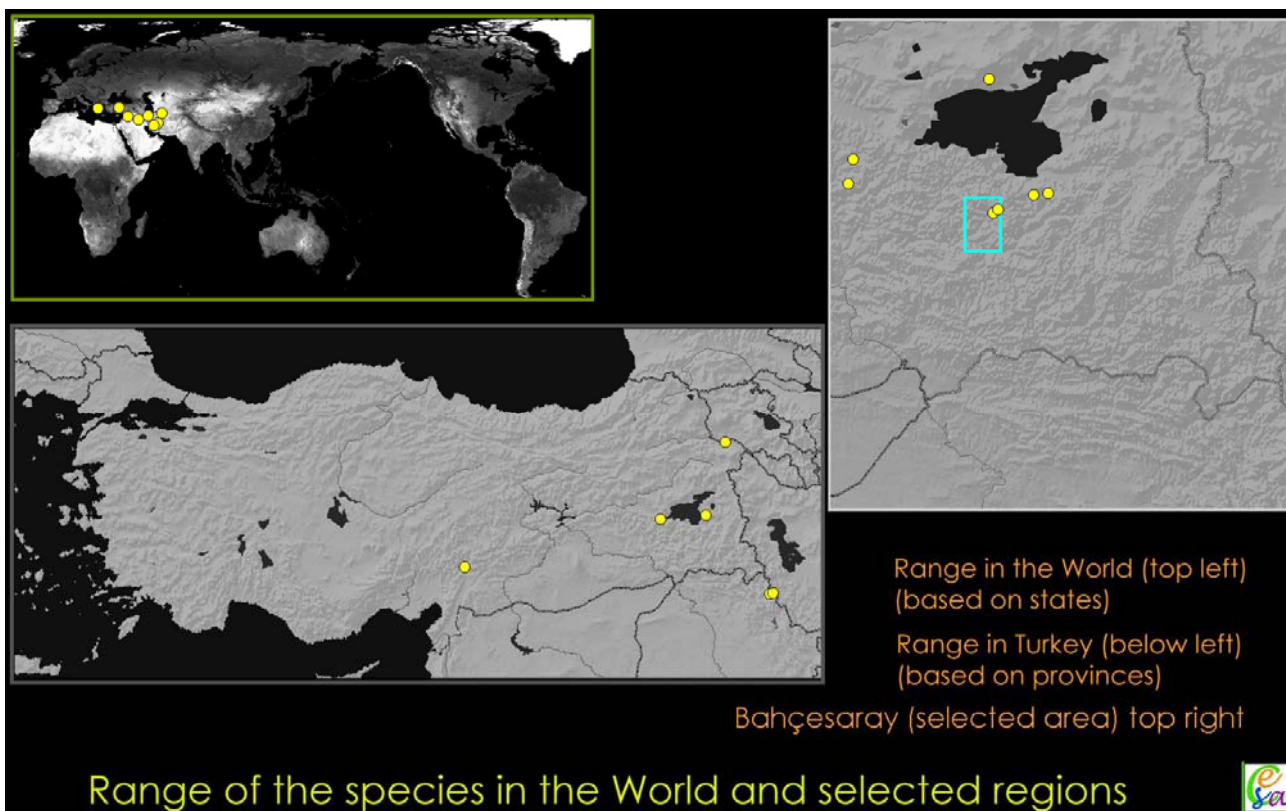 Range in the World (top left)
(based on states)
Range in Turkey (below left)
(based on provinces)
Bahçesaray (selected area) top right
Range of the species in the World and selected regions